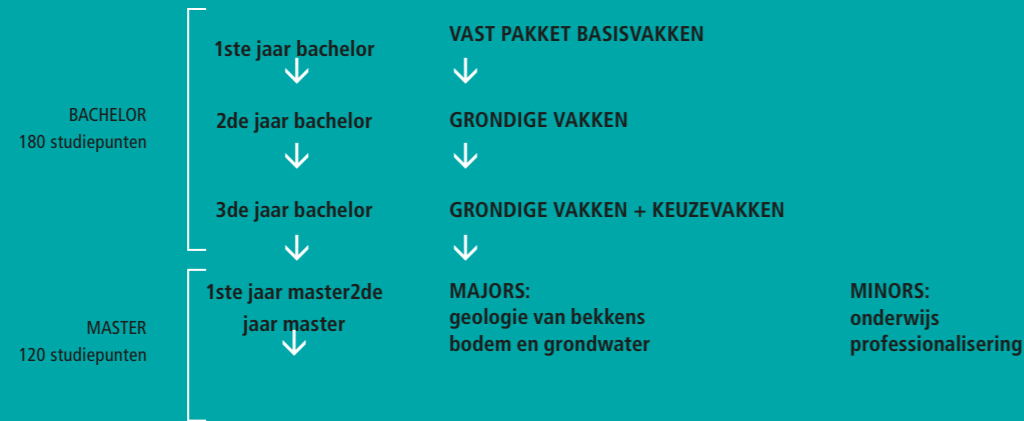 1ste jaar bachelor
VAST PAKET BASISVAKKEN
BACHELOR
180 studiepunten
2de jaar bachelor
GRONDIGE VAKKEN
3de jaar bachelor
GRONDIGE VAKKEN + KEUZEVAKKEN
MASTER
120 studiepunten
1ste jaar master2de
jaar master
MAJORS:
geologie van bekkens
bodem en grondwater
MINORS:
onderwijs
professionalisering